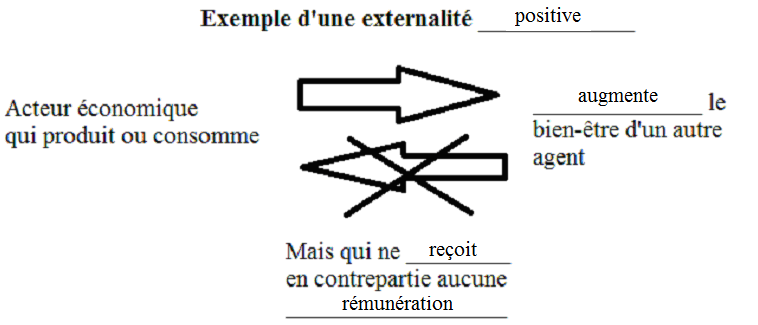 Exemple d'une externalité positive
Acteur économique
qui produit ou consomme
augmente le
bien-être d'un autre
agent
Mais qui ne reçoit
en contrepartie aucune
rémunération